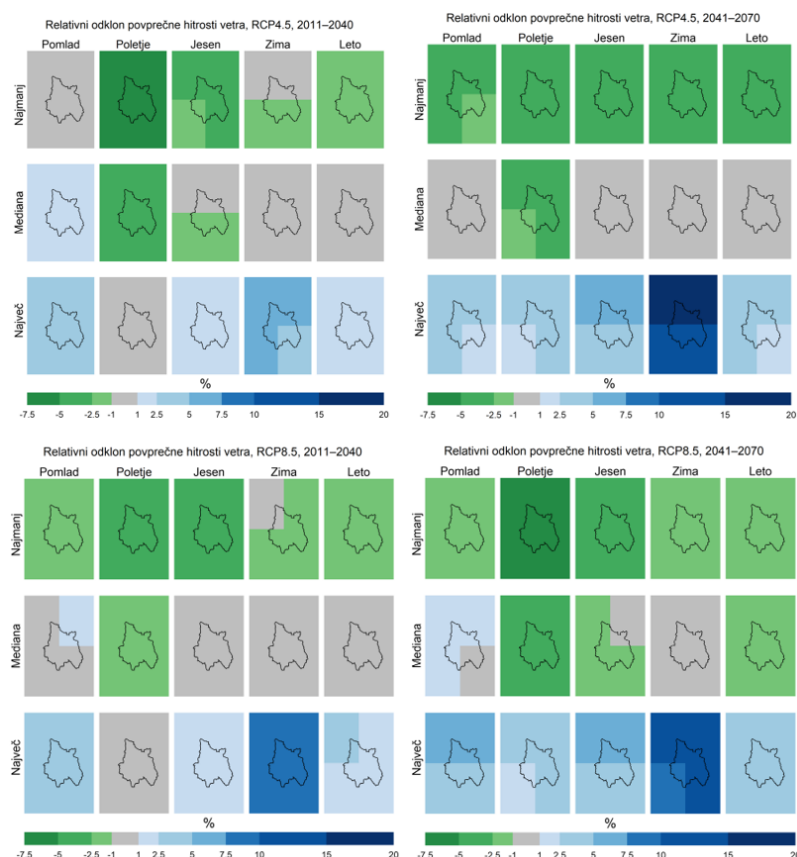 Relativni odklon povprečne hitrosti vetra, RCP4.5, 2011–2040
Pomlad Poletje Jesen Zima Leto
Najmanj
Mediana
Največ
%
-7.5 -5 -2.5 -1 1 2.5 5 7.5 10 15 20
Relativni odklon povprečne hitrosti vetra, RCP4.5, 2041–2070
Pomlad Poletje Jesen Zima Leto
Najmanj
Mediana
Največ
%
-7.5 -5 -2.5 -1 1 2.5 5 7.5 10 15 20
Relativni odklon povprečne hitrosti vetra, RCP8.5, 2011–2040
Pomlad Poletje Jesen Zima Leto
Najmanj
Mediana
Največ
%
-7.5 -5 -2.5 -1 1 2.5 5 7.5 10 15 20
Relativni odklon povprečne hitrosti vetra, RCP8.5, 2041–2070
Pomlad Poletje Jesen Zima Leto
Najmanj
Mediana
Največ
%
-7.5 -5 -2.5 -1 1 2.5 5 7.5 10 15 20